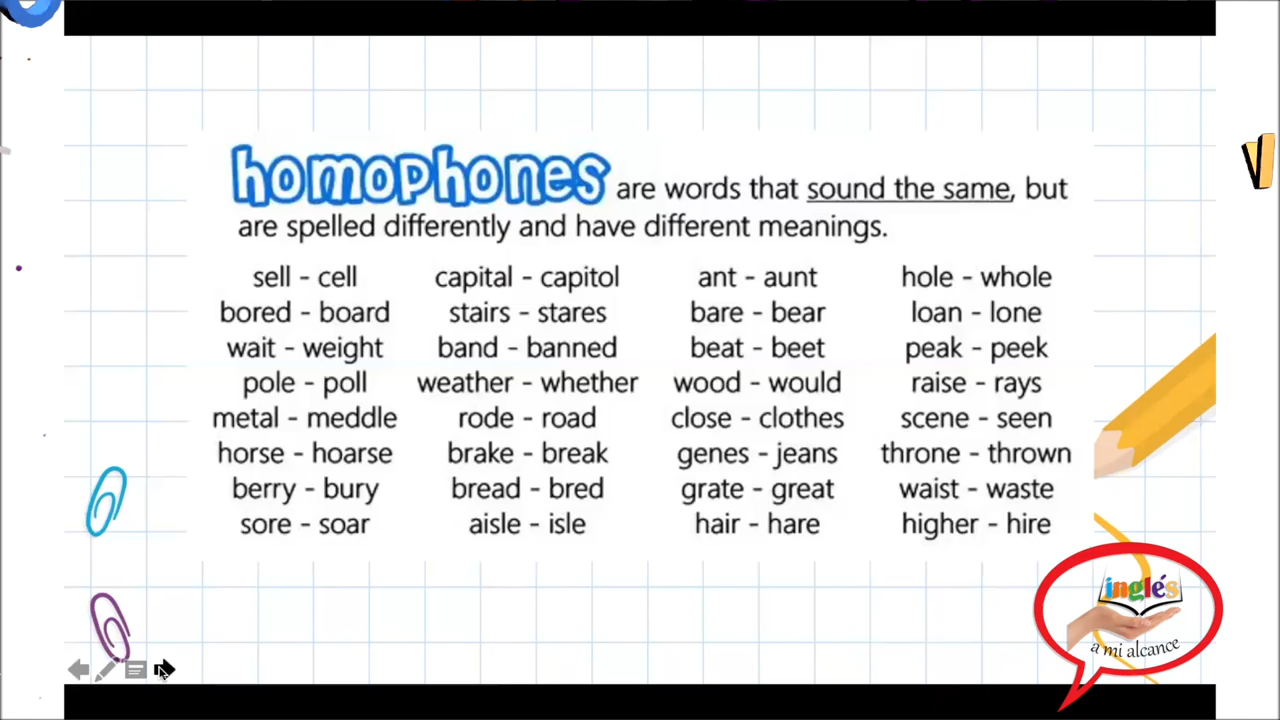 homophones are words that sound the same, but
are spelled differently and have different meanings.
sell - cell
bored - board
wait - weight
pole - poll
metal - meddle
horse - hoarse
berry - bury
sore - soar
capital - capitol
stairs - stares
band - banned
weather - whether
rode - road
brake - break
bread - bred
aisle - isle
ant - aunt
bare - bear
beat - beet
wood - would
close - clothes
genes - jeans
grate - great
hair - hare
hole - whole
loan - lone
peak - peek
raise - rays
scene - seen
throne - thrown
waist - waste
higher - hire
inglés
a mi alcance